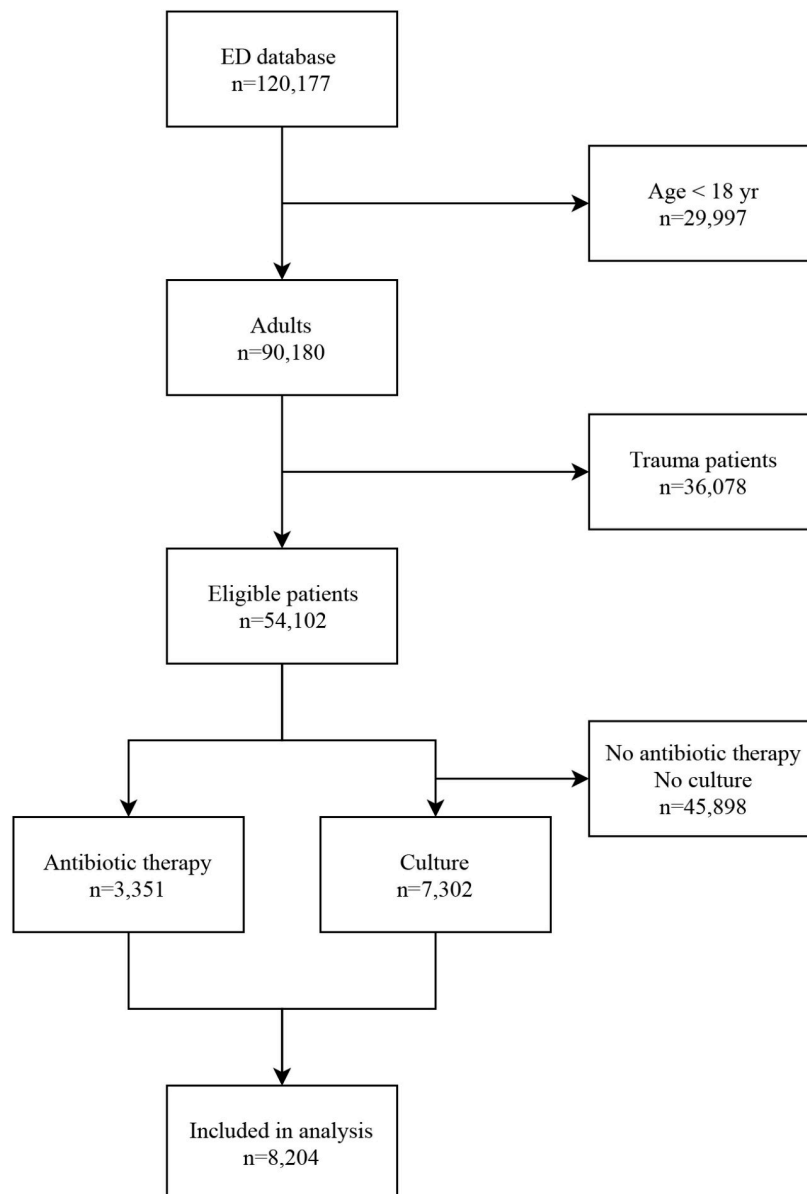 ED database
n=120,177
Age < 18 yr
n=29,997
Adults
n=90,180
Trauma patients
n=36,078
Eligible patients
n=54,102
No antibiotic therapy
No culture
n=45,898
Antibiotic therapy
n=3,351
Culture
n=7,302
Included in analysis
n=8,204